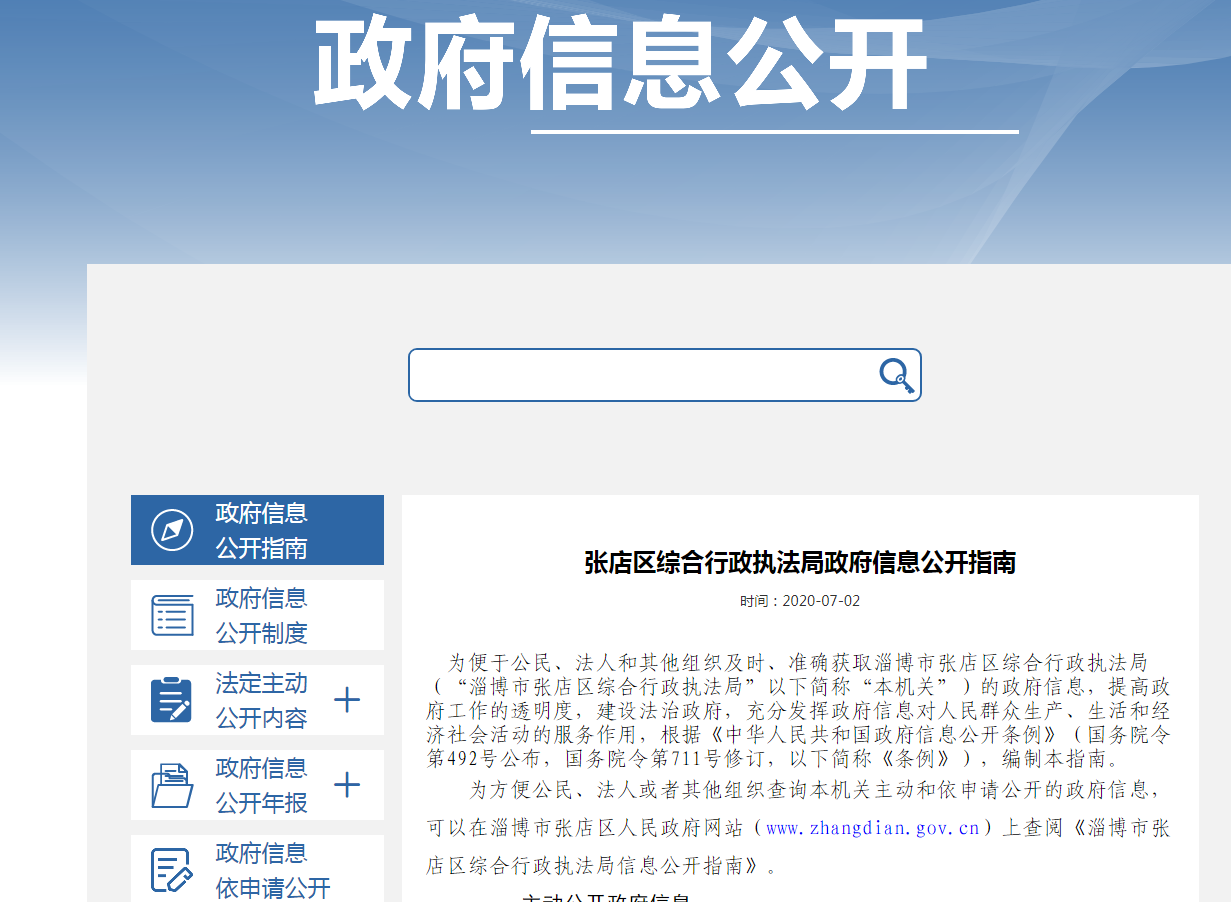 政府信息公开
政府信息
公开指南
政府信息
公开制度
法定主动
公开内容
政府信息
公开年报
政府信息
依申请公开
张店区综合行政执法局政府信息公开指南
时间：2020-07-02
为便于公民、法人和其他组织及时、准确获取淄博市张店区综合行政执法局
（“淄博市张店区综合行政执法局”以下简称“本机关”）的政府信息，提高政
府工作的透明度，建设法治政府，充分发挥政府信息对人民群众生产、生活和经
济社会活动的服务作用，根据《中华人民共和国政府信息公开条例》（国务院令
第492号公布，国务院令第711号修订，以下简称《条例》），编制本指南。
为方便公民、法人或者其他组织查询本机关主动和依申请公开的政府信息，
可以在淄博市张店区人民政府网站（www.zhangdian.gov.cn）上查阅《淄博市张
店区综合行政执法局信息公开指南》。
主动公开政府信息